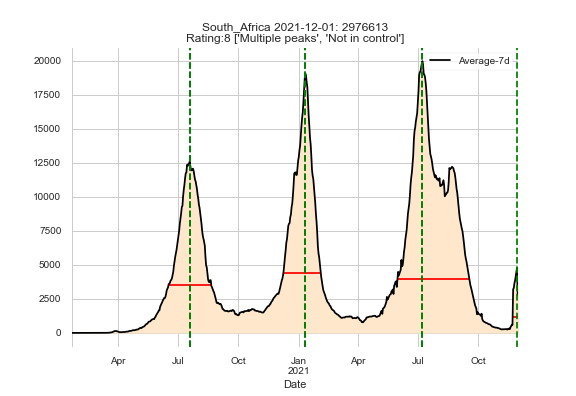 South_Africa 2021-12-01: 2976613
Rating:8 ['Multiple peaks', 'Not in control']
Average-7d
20000
17500
15000
12500
10000
7500
5000
2500
0
Apr Jul Oct Jan Apr Jul Oct
2021
Date